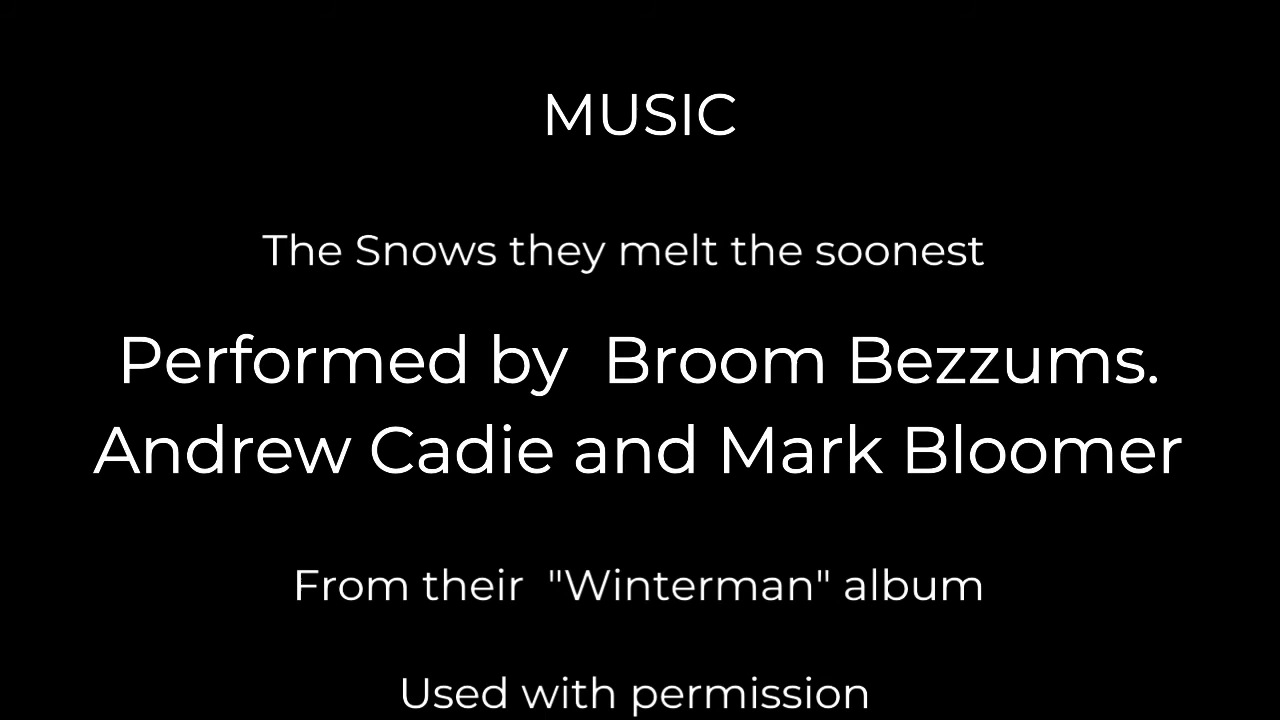 MUSIC
The Snows they melt the soonest
Performed by  Broom Bezzums.
Andrew Cadie and Mark Bloomer
From their  "Winterman" album
Used with permission